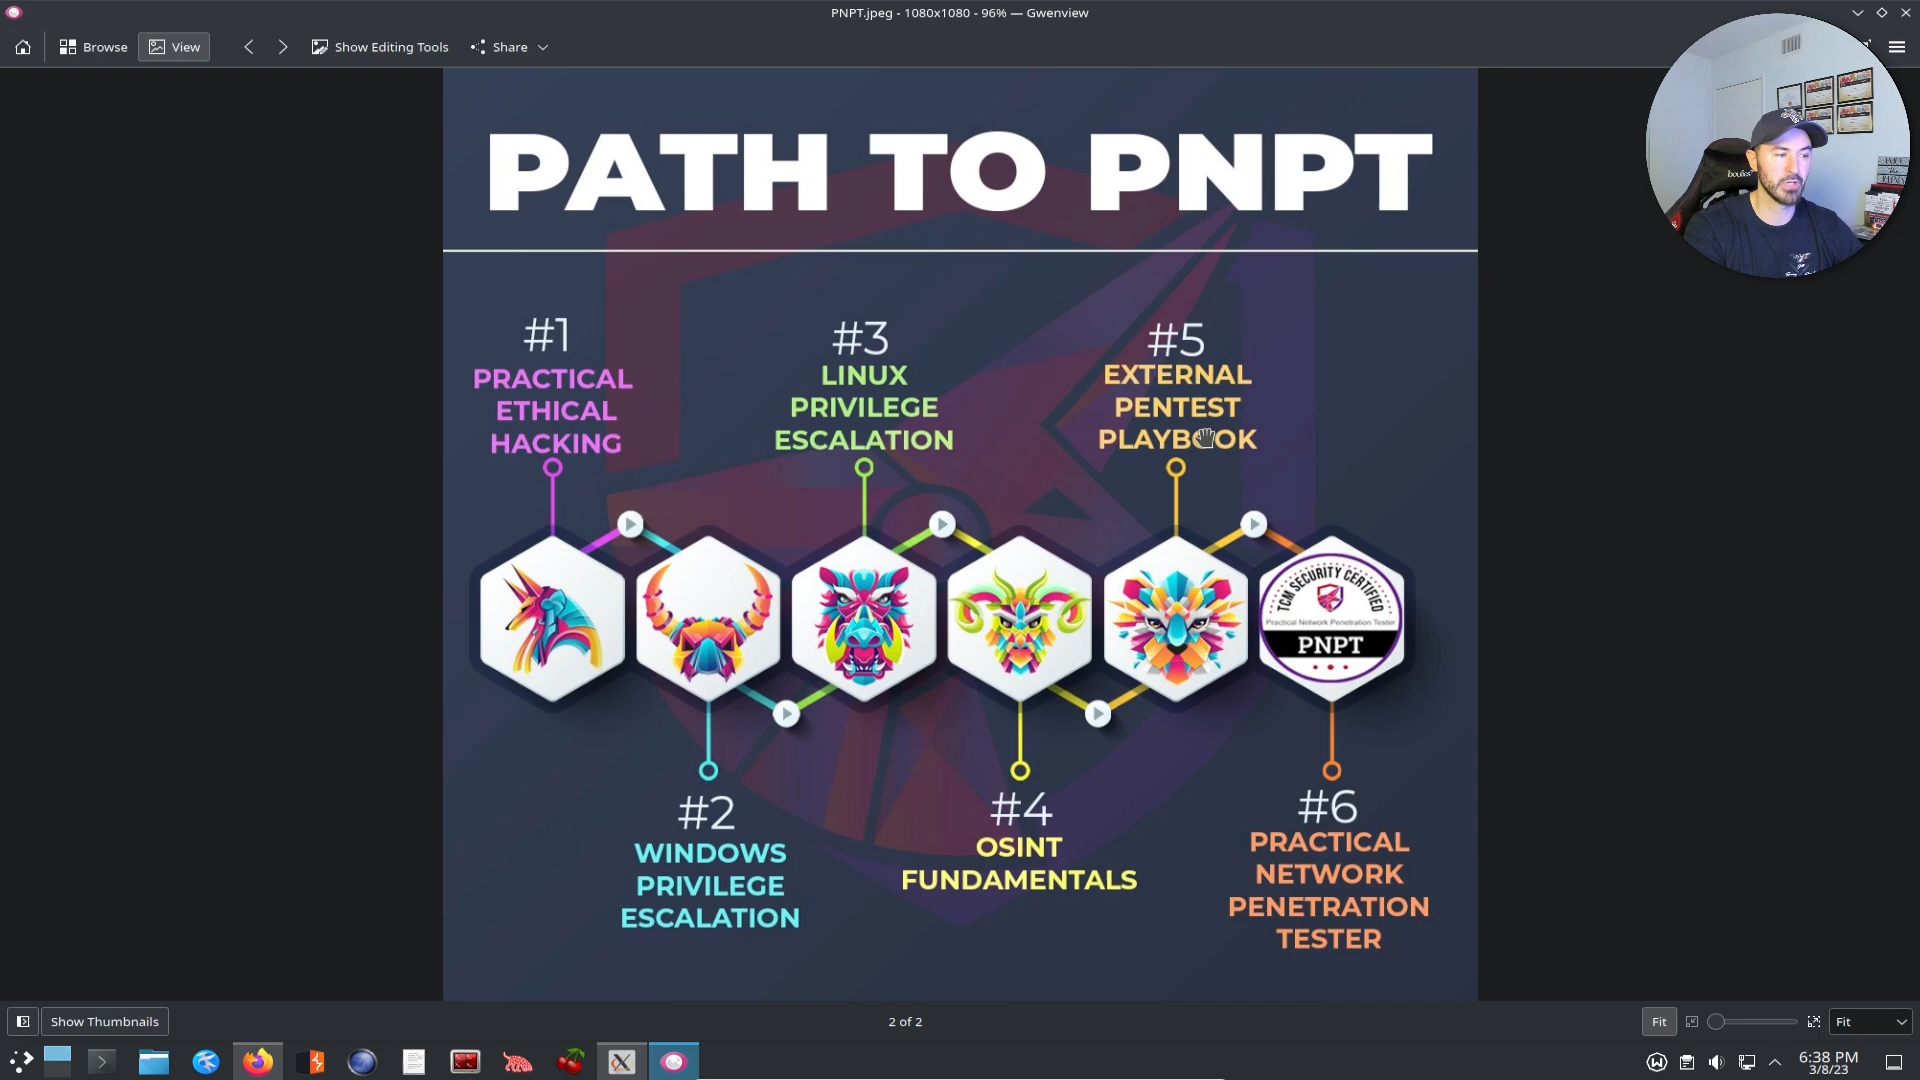 PNPT.jpeg - 1080x1080 - 96% — Gwenview
Browse
View
Show Editing Tools
Share
PATH TO PNPT
#1
PRACTICAL
ETHICAL
HACKING
#3
LINUX
PRIVILEGE
ESCALATION
#5
EXTERNAL
PENTEST
PLAYBOOK
TCM SECURITY CERTIFIED
Practical Network Penetration Tester
PNPT
#2
WINDOWS
PRIVILEGE
ESCALATION
#4
OSINT
FUNDAMENTALS
#6
PRACTICAL
NETWORK
PENETRATION
TESTER
Show Thumbnails
2 of 2
Fit
Fit
6:38 PM
3/8/23